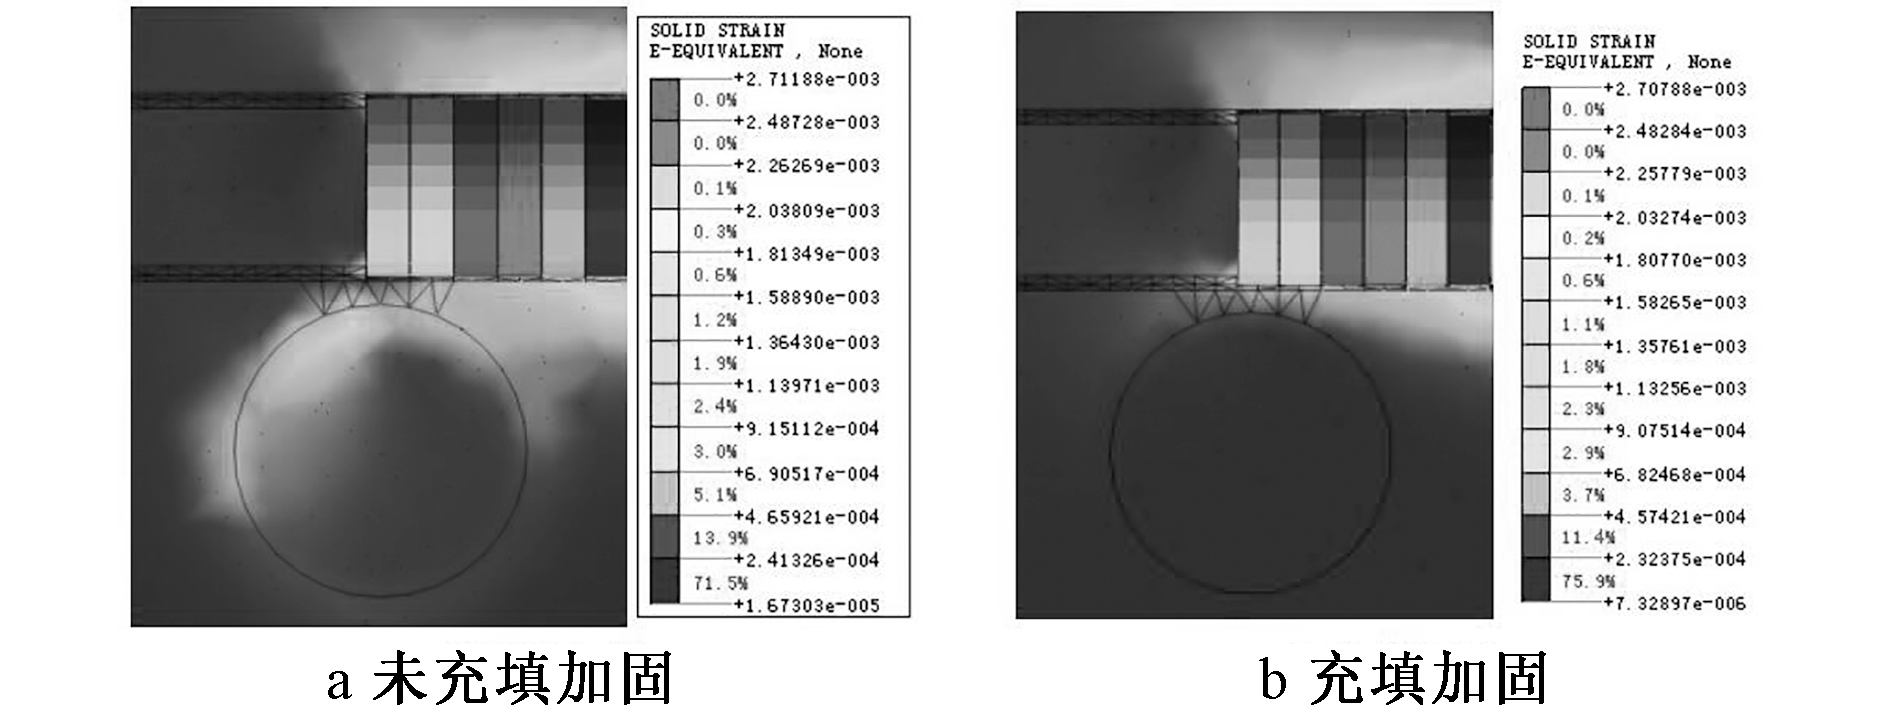 SOLID STRAIN
E-EQUIVALENT , None
+2.71188e-003
0.0%
+2.48728e-003
0.0%
+2.26269e-003
0.1%
+2.03809e-003
0.3%
+1.81349e-003
0.6%
+1.58890e-003
1.2%
+1.36430e-003
1.9%
+1.13971e-003
2.4%
+9.15112e-004
3.0%
+6.90517e-004
5.1%
+4.65921e-004
13.9%
+2.41326e-004
71.5%
+1.67303e-005
a 未充填加固
SOLID STRAIN
E-EQUIVALENT , None
+2.70788e-003
0.0%
+2.48284e-003
0.0%
+2.25779e-003
0.1%
+2.03274e-003
0.2%
+1.80770e-003
0.6%
+1.58265e-003
1.1%
+1.35761e-003
1.8%
+1.13256e-003
2.3%
+9.07514e-004
2.9%
+6.82468e-004
3.7%
+4.57421e-004
11.4%
+2.32375e-004
75.9%
+7.32897e-006
b 充填加固